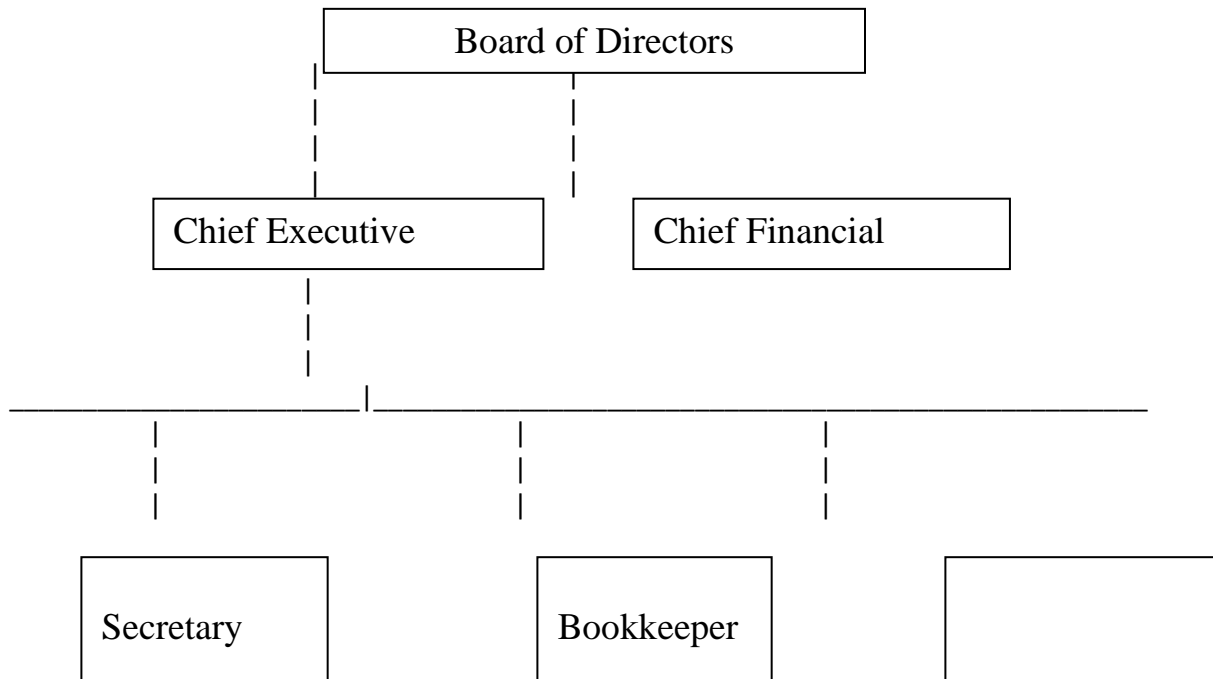 Board of Directors
Chief Executive
Chief Financial
Secretary
Bookkeeper